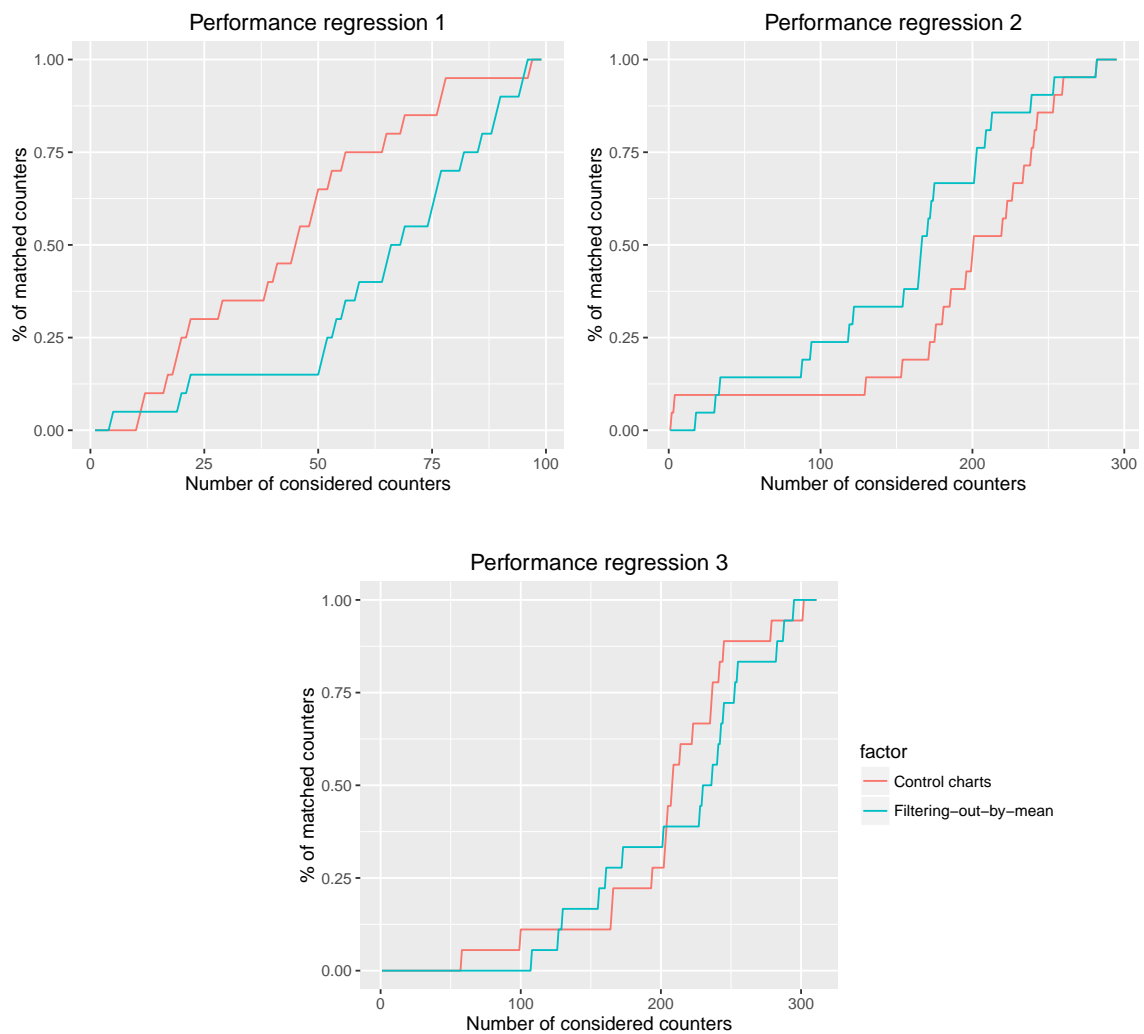 Performance regression 1
1.00
0.75
0.50
0.25
0.00
% of matched counters
0
25
50
75
100
Number of considered counters
Performance regression 2
1.00
0.75
0.50
0.25
0.00
% of matched counters
0
100
200
300
Number of considered counters
Performance regression 3
1.00
0.75
0.50
0.25
0.00
% of matched counters
0
100
200
300
Number of considered counters
factor
Control charts
Filtering−out−by−mean